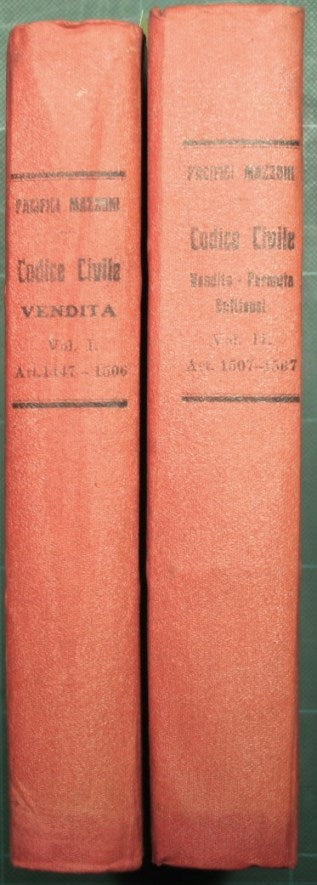 PACIFICI MAZZONI
Codice Civile
VENDITA
Vol. I.
Art. 1447 - 1506
PACIFICI MAZZONI
Codice Civile
Vendita - Permuta
Vol. II.
Art. 1507-1567